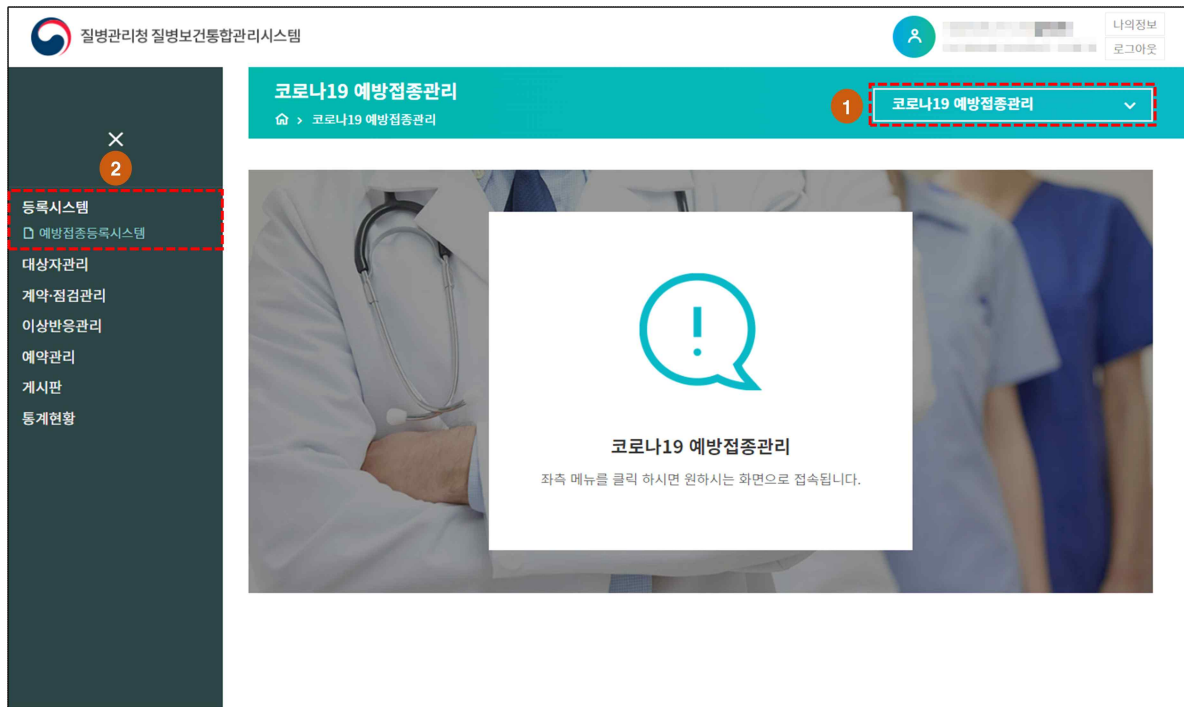 질병관리청 질병보건통합관리시스템
나의정보
로그아웃
코로나19 예방접종관리
> 코로나19 예방접종관리
1
코로나19 예방접종관리
2
등록시스템
예방접종등록시스템
대상자관리
계약·점검관리
이상반응관리
예약관리
게시판
통계현황
!
코로나19 예방접종관리
좌측 메뉴를 클릭 하시면 원하시는 화면으로 접속됩니다.